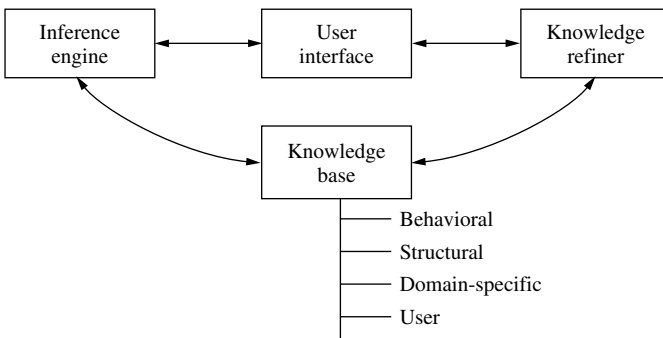 Inference
engine
User
interface
Knowledge
refiner
Knowledge
base
Behavioral
Structural
Domain-specific
User